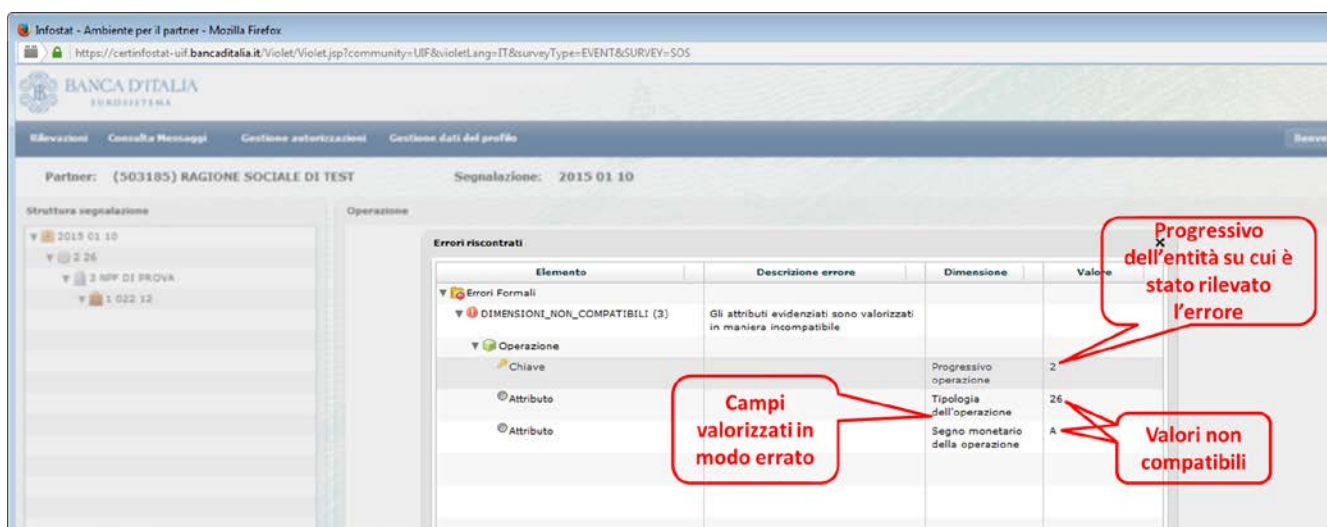 Infostat - Ambiente per il partner - Mozilla Firefox
https://certinfostat-uif.bancaditalia.it/Violet/Violet.jsp?community=UIF&violetLang=IT&surveyType=EVENT&SURVEY=SOS
BANCA D'ITALIA
EUROSISTEMA
Rilevazioni Consulta Messaggi Gestione autorizzazioni Gestione dati del profilo Benve
Partner: (503185) RAGIONE SOCIALE DI TEST Segnalazione: 2015 01 10
Struttura segnalazione Operazione
2015 01 10
2 26
3 NPF DI PROVA
1 022 12
Errori riscontrati
Elemento Descrizione errore Dimensione Valore
Errori Formali
DIMENSIONI_NON_COMPATIBILI (3) Gli attributi evidenziati sono valorizzati
in maniera incompatibile
Operazione
Chiave Progressivo 2
operazione
Attributo Tipologia 26
dell'operazione
Attributo Segno monetario A
della operazione
Progressivo
dell'entità su cui è
stato rilevato
l'errore
Campi
valorizzati in
modo errato
Valori non
compatibili